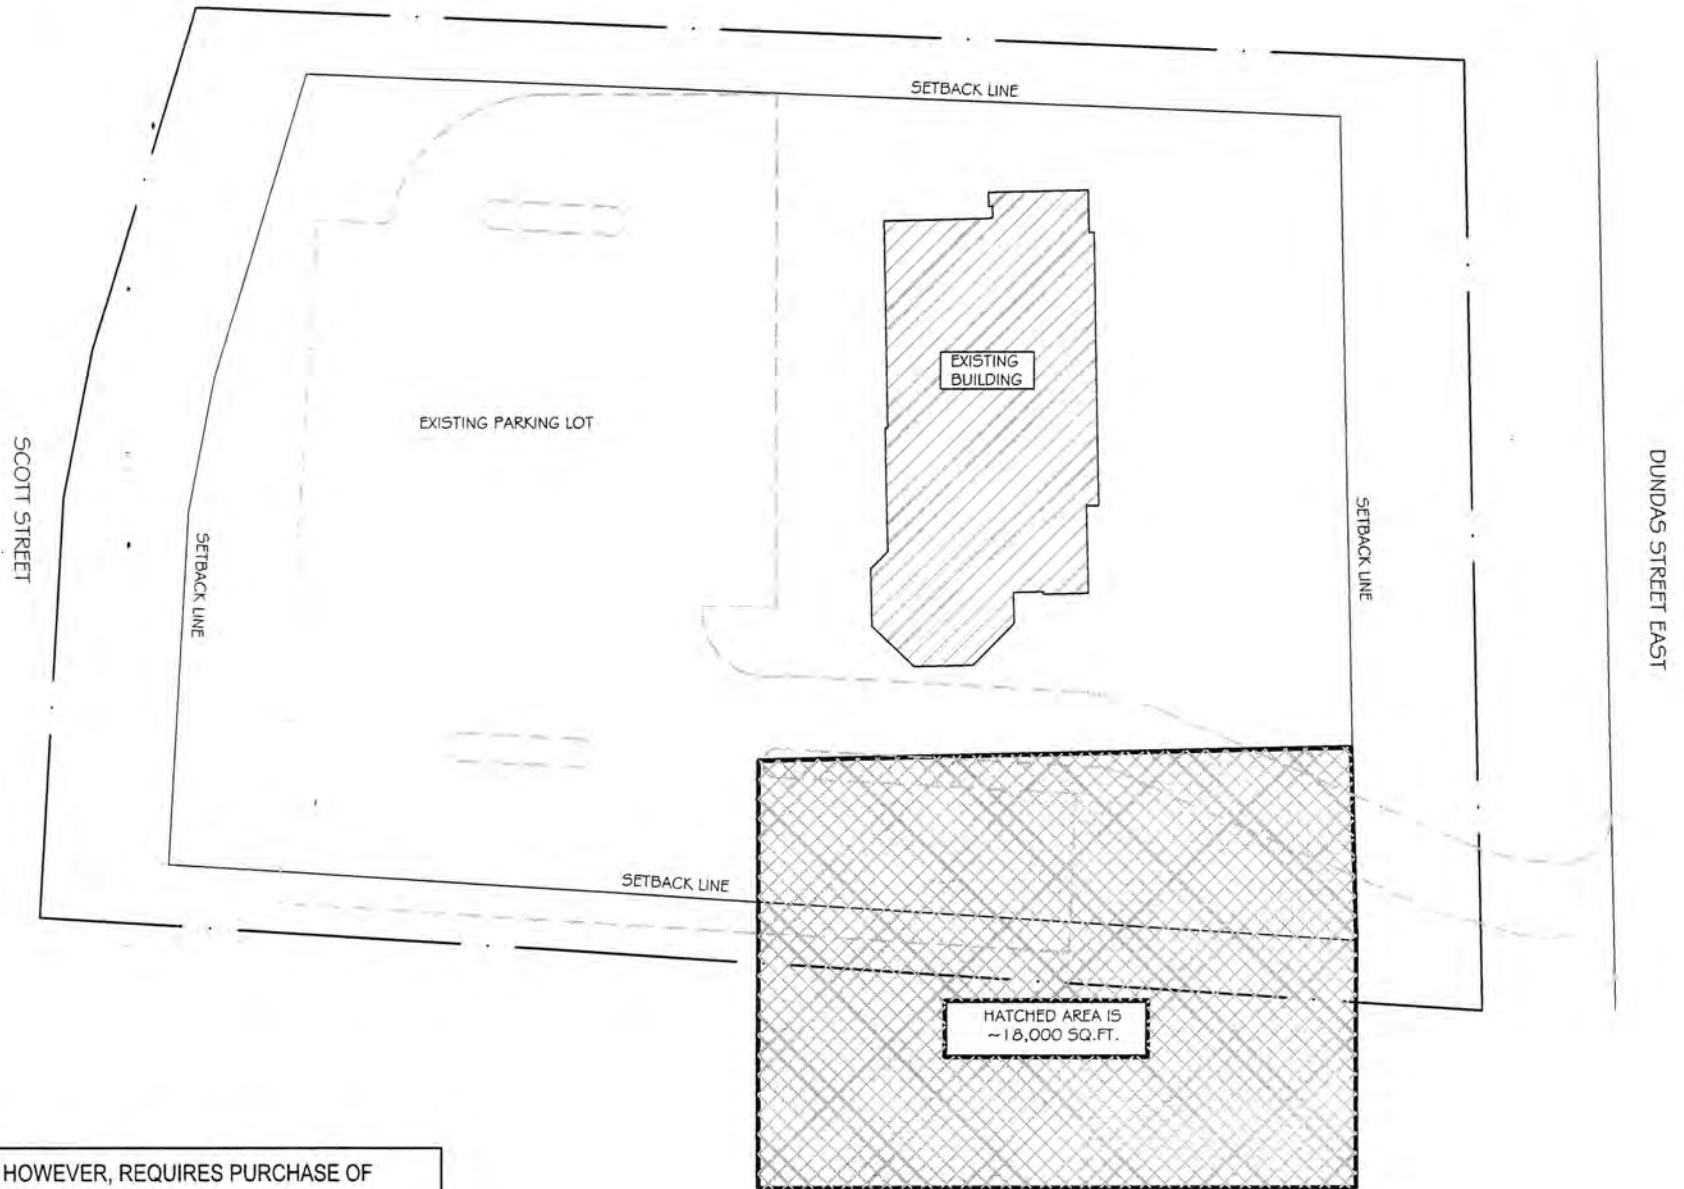 SETBACK LINE
EXISTING
BUILDING
EXISTING PARKING LOT
SCOTT STREET
SETBACK LINE
SETBACK LINE
DUNDAS STREET EAST
SETBACK LINE
HATCHED AREA IS
~18,000 SQ.FT.
HOWEVER, REQUIRES PURCHASE OF